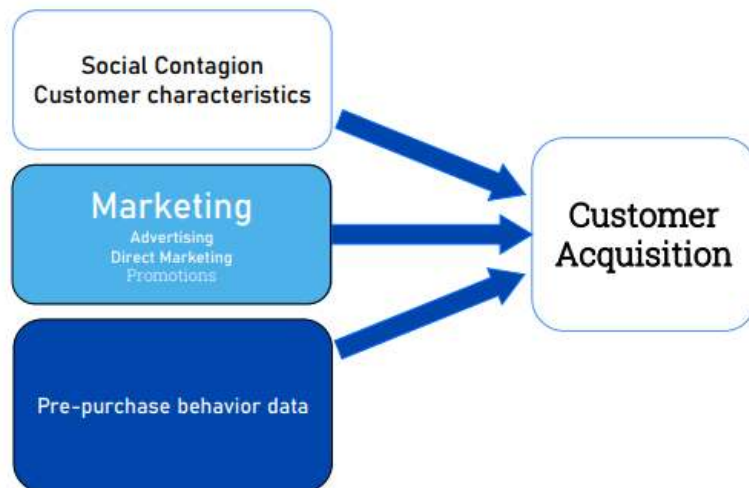 Social Contagion
Customer characteristics
Marketing
Advertising
Direct Marketing
Promotions
Pre-purchase behavior data
Customer
Acquisition